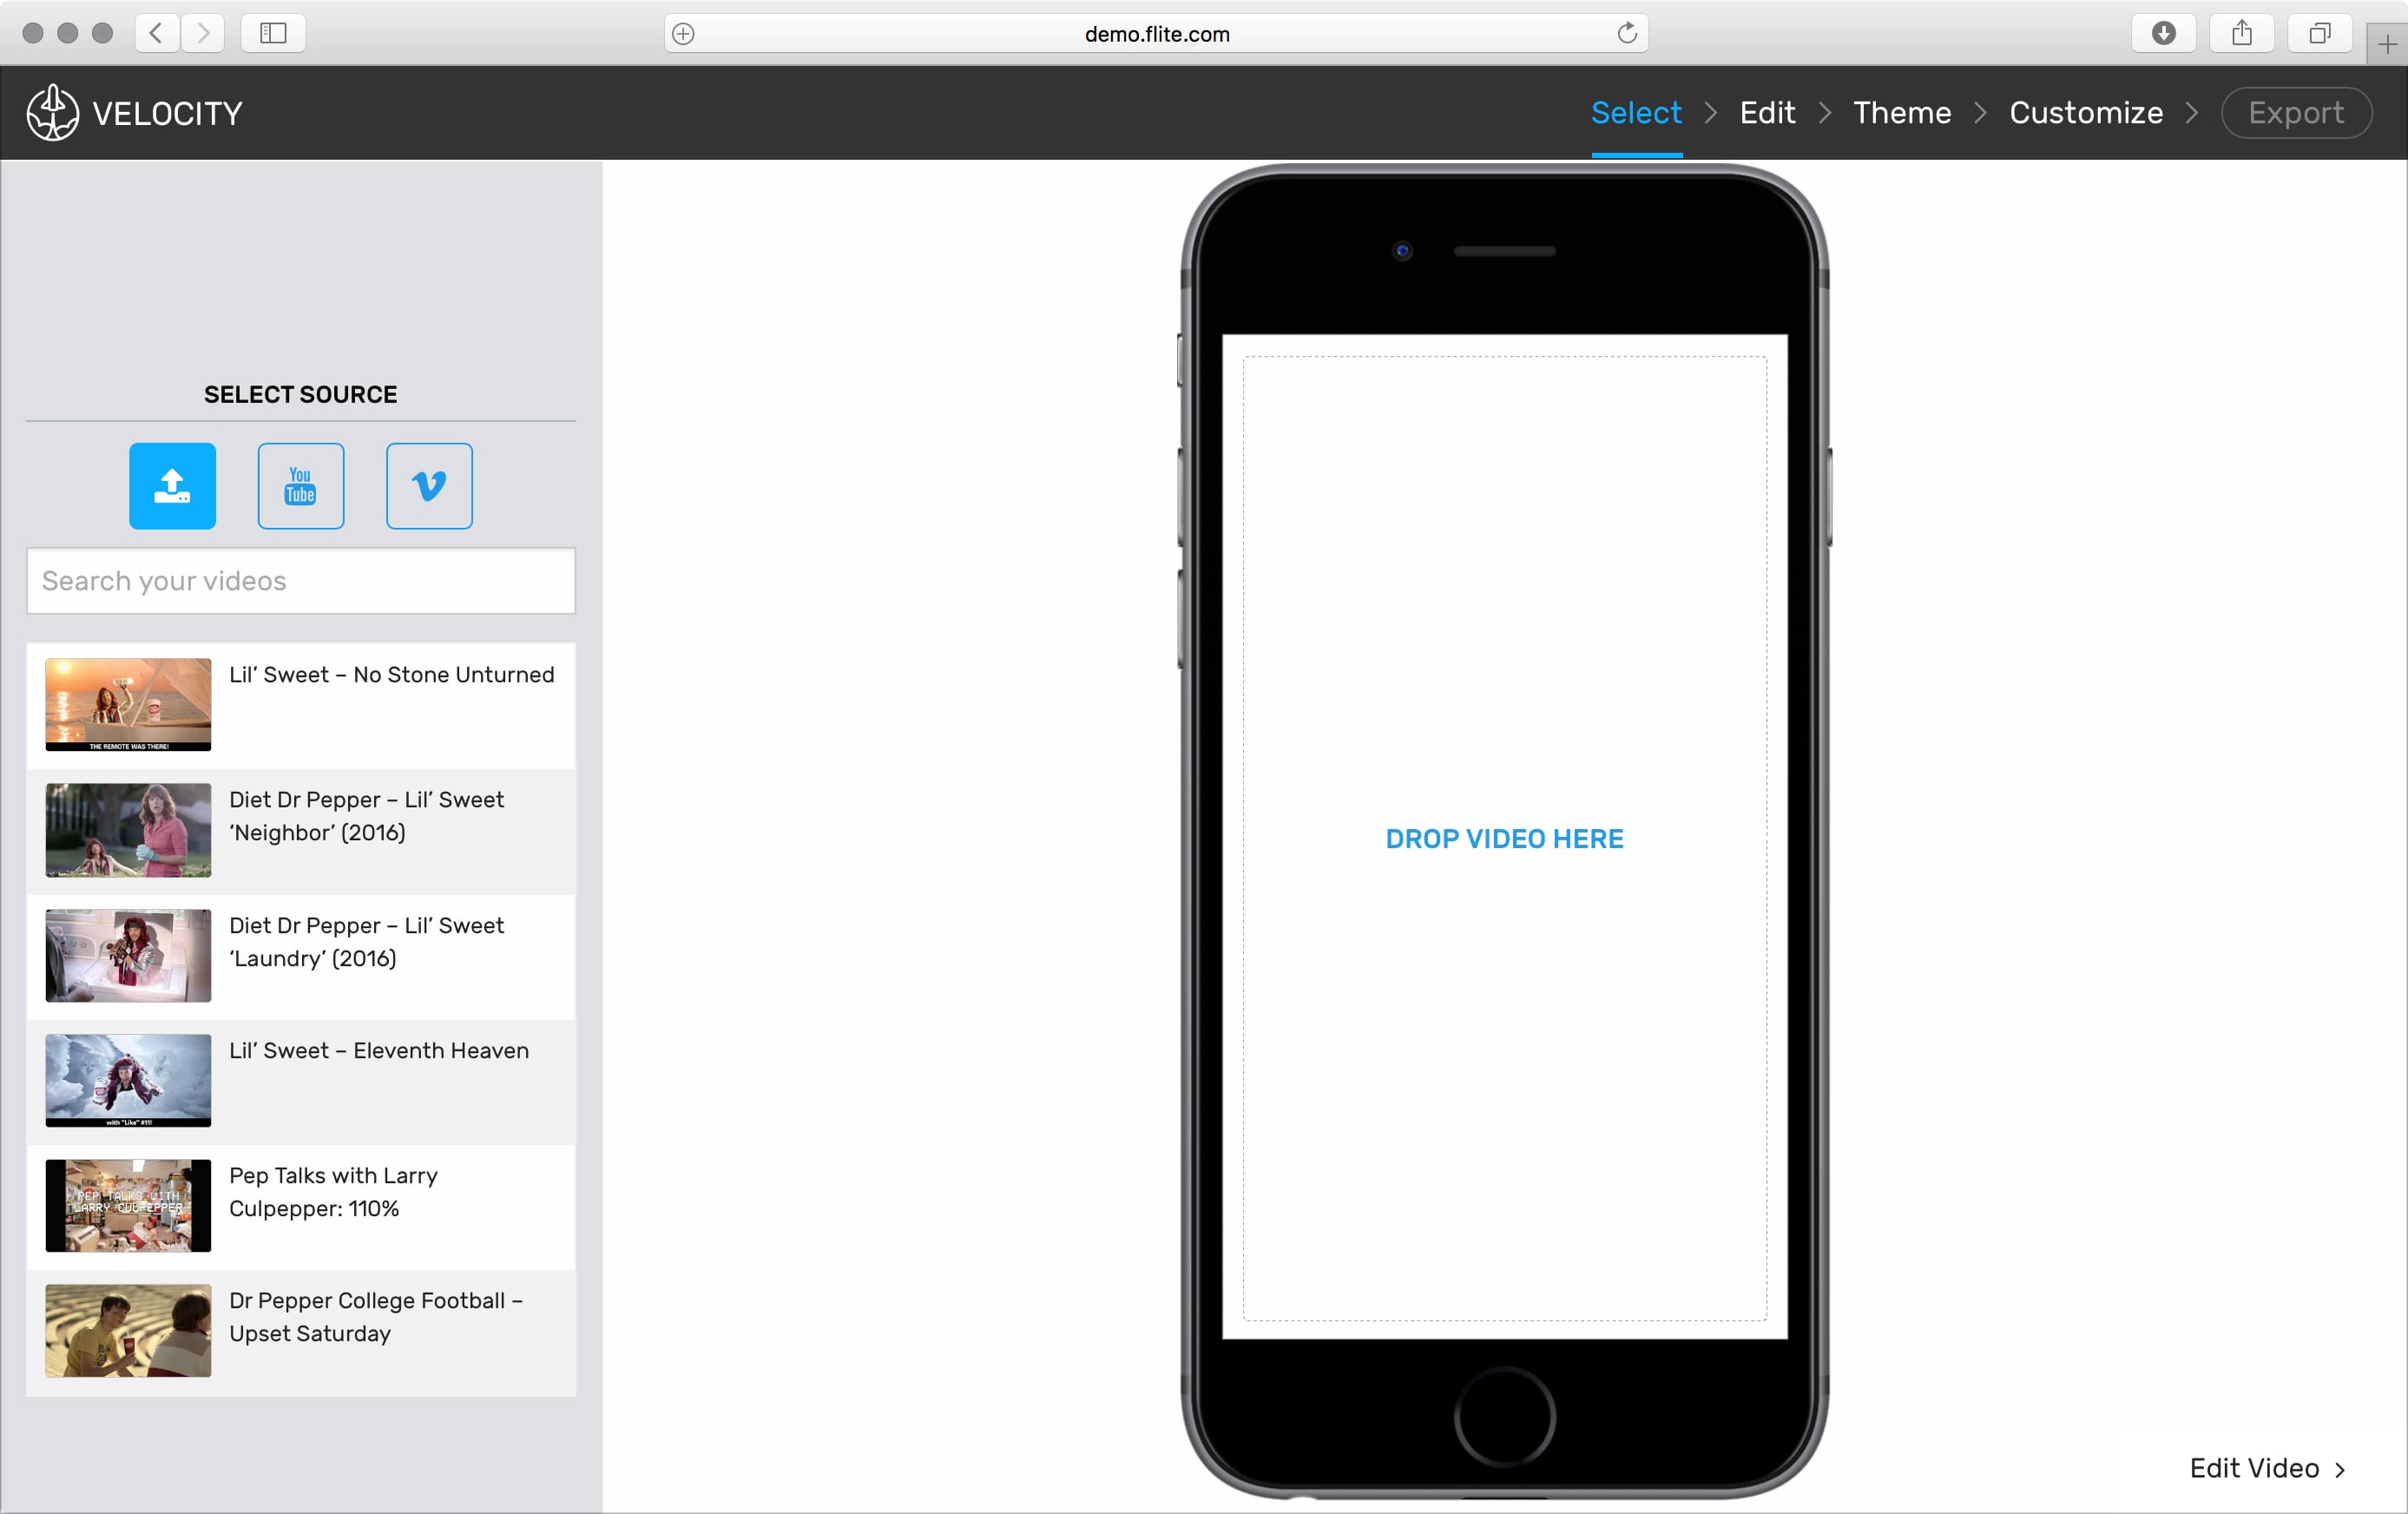 demo.flite.com
VELOCITY
Select
Edit
Theme
Customize
Export
SELECT SOURCE
You
Tube
Search your videos
THE REMOTE WAS THERE!
Lil’ Sweet – No Stone Unturned
Diet Dr Pepper – Lil’ Sweet
‘Neighbor’ (2016)
Diet Dr Pepper – Lil’ Sweet
‘Laundry’ (2016)
Lil’ Sweet – Eleventh Heaven
with "Like" #11!
PEP TALKS WITH
LARRY CULPEPPER
Pep Talks with Larry
Culpepper: 110%
Dr Pepper College Football –
Upset Saturday
DROP VIDEO HERE
Edit Video